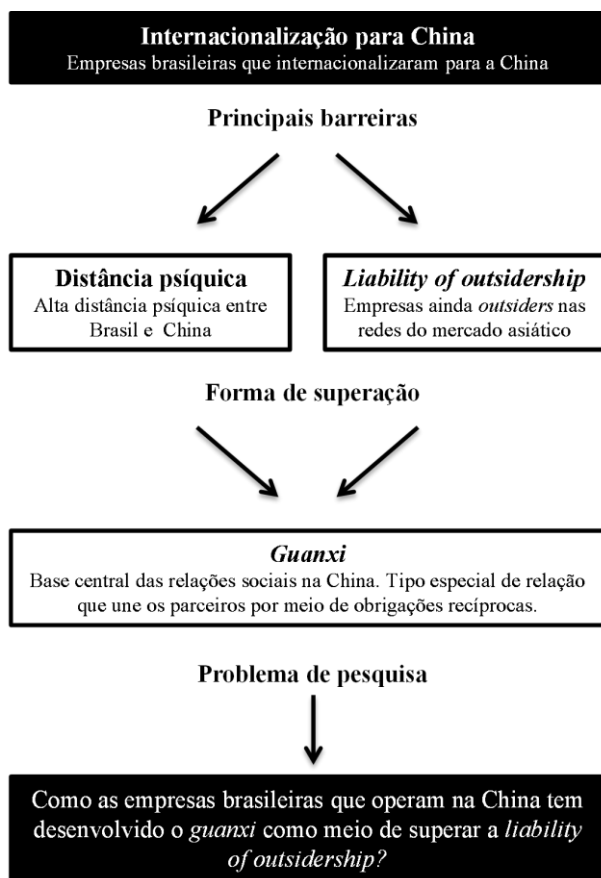 Internacionalização para China
Empresas brasileiras que internacionalizaram para a China
Principais barreiras
Distância psíquica
Alta distância psíquica entre
Brasil e China
Liability of outsidership
Empresas ainda outsiders nas
redes do mercado asiático
Forma de superação
Guanxi
Base central das relações sociais na China. Tipo especial de relação
que une os parceiros por meio de obrigações recíprocas.
Problema de pesquisa
Como as empresas brasileiras que operam na China tem
desenvolvido o guanxi como meio de superar a liability
of outsidership?